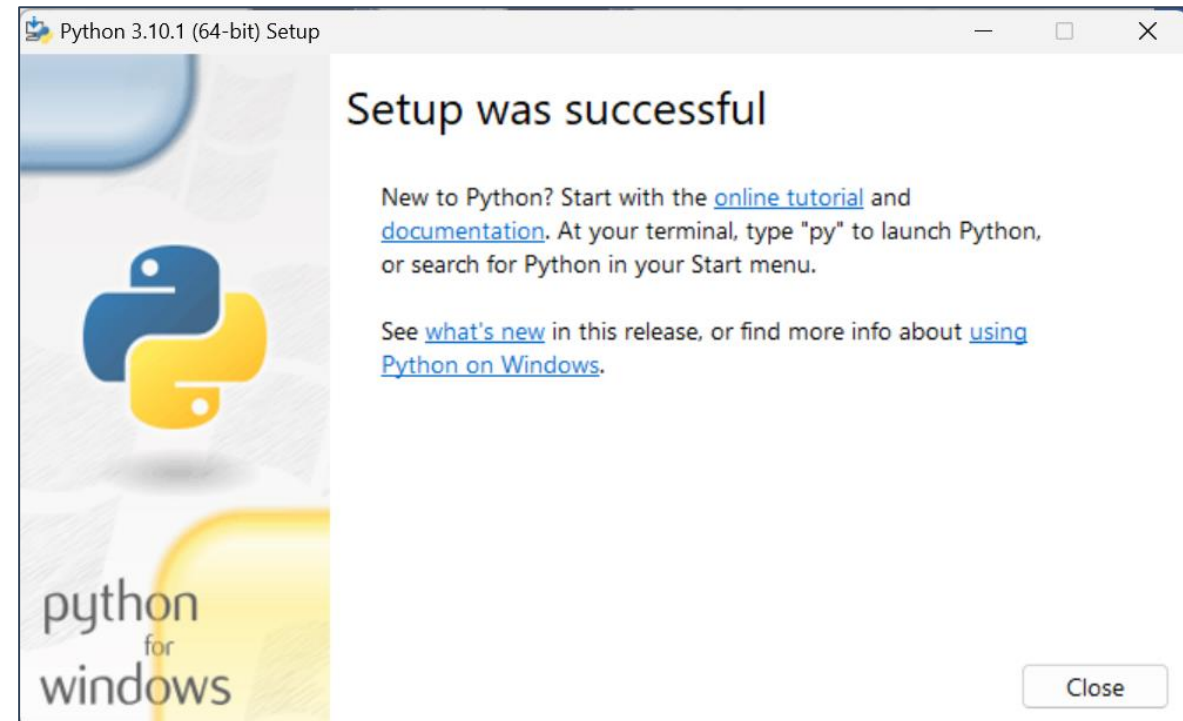 Python 3.10.1 (64-bit) Setup
Setup was successful
New to Python? Start with the online tutorial and
documentation. At your terminal, type "py" to launch Python,
or search for Python in your Start menu.
See what's new in this release, or find more info about using
Python on Windows.
python
for
windows
Close